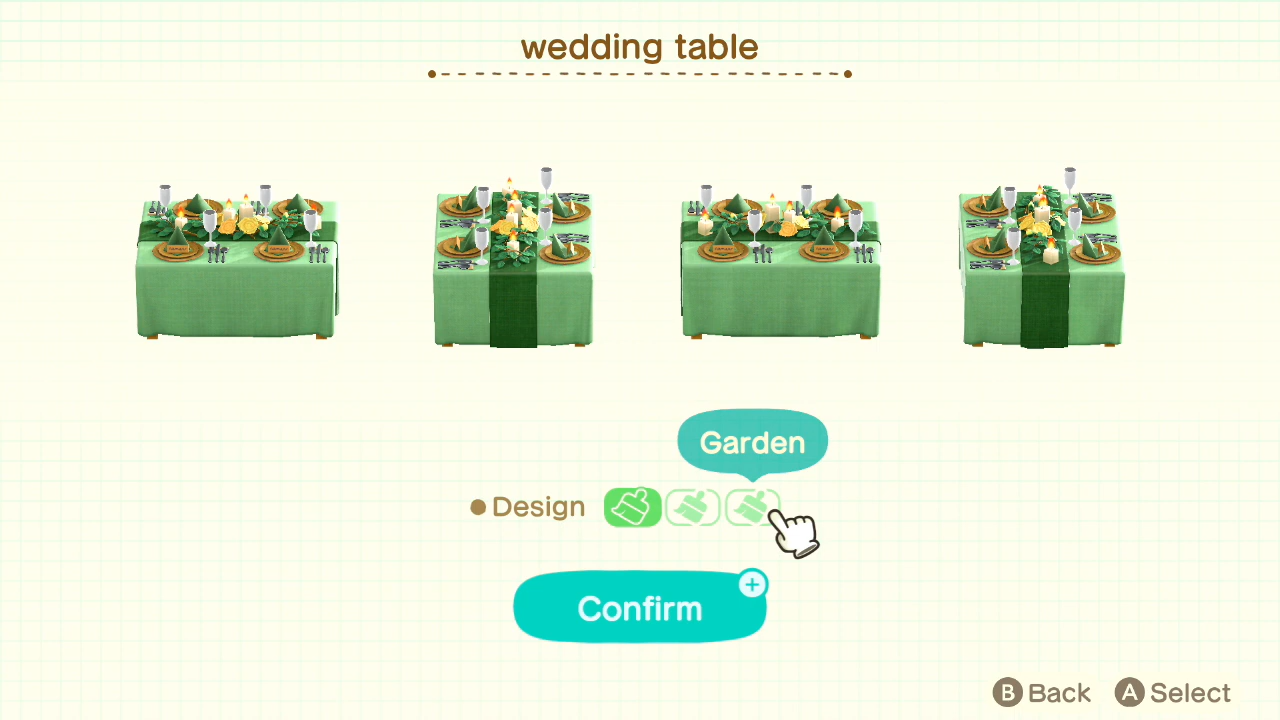 wedding table
Garden
Design
Confirm
B Back A Select